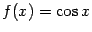 f(x) = cos x